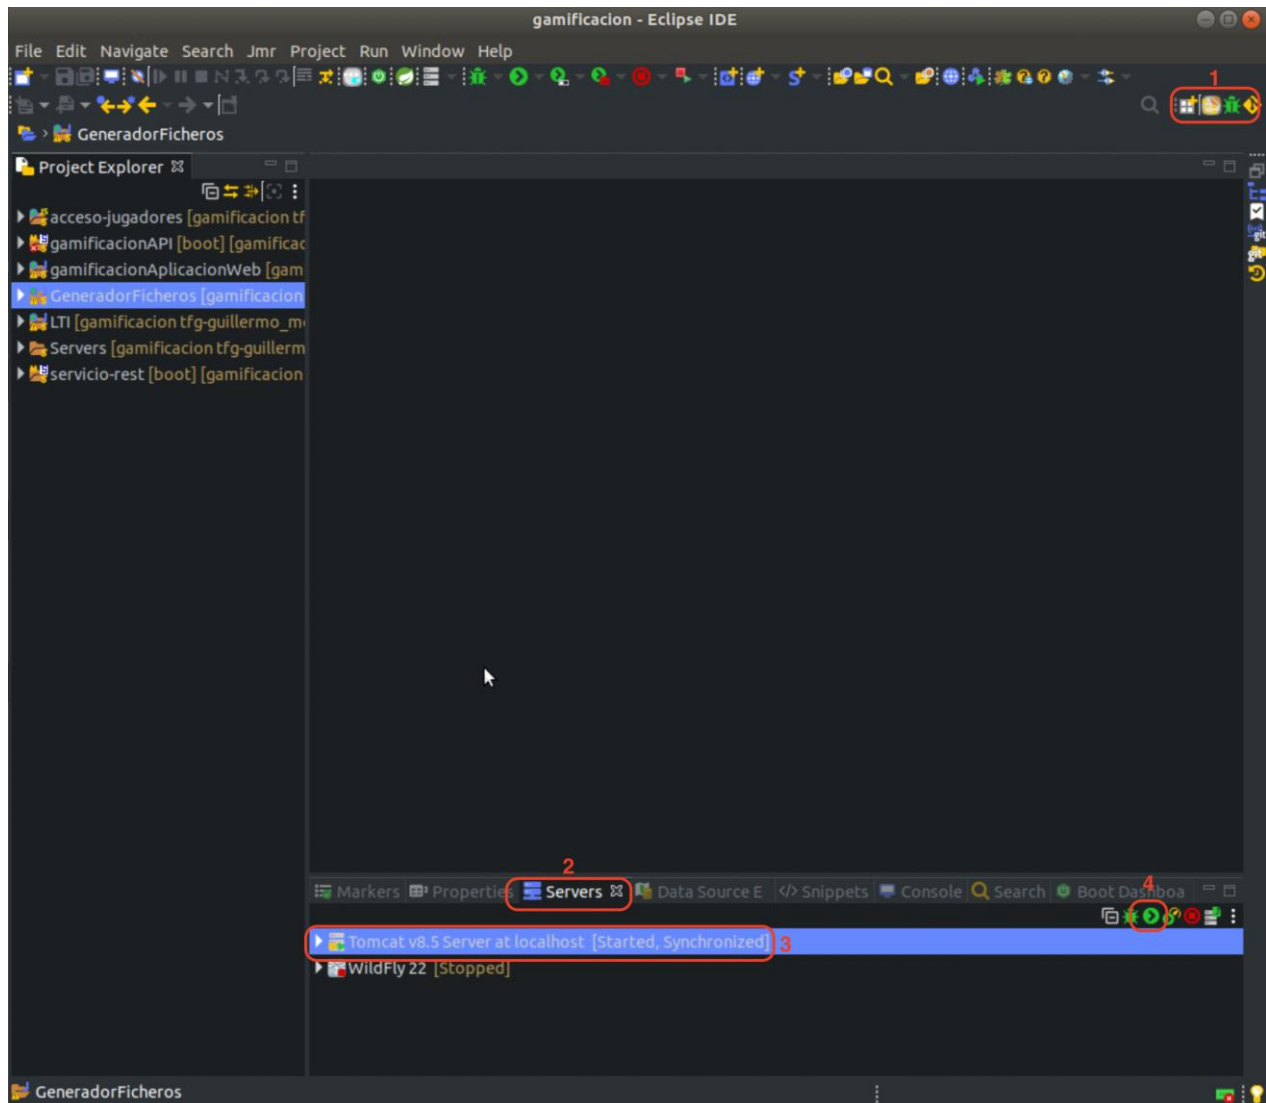 gamificacion - Eclipse IDE
File Edit Navigate Search Jmr Project Run Window Help
1
GeneradorFicheros
Project Explorer
acceso-jugadores [gamificacion tf
gamificacionAPI [boot] [gamificac
gamificacionAplicacionWeb [gam
GeneradorFicheros [gamificacion
LTI [gamificacion tfg-guillermo_m
Servers [gamificacion tfg-guillerm
servicio-rest [boot] [gamificacion
git
git
2
4
Markers Properties Servers Data Source E Snippets Console Search Boot Dashboa
Tomcat v8.5 Server at localhost [Started, Synchronized] 3
WildFly 22 [Stopped]
GeneradorFicheros